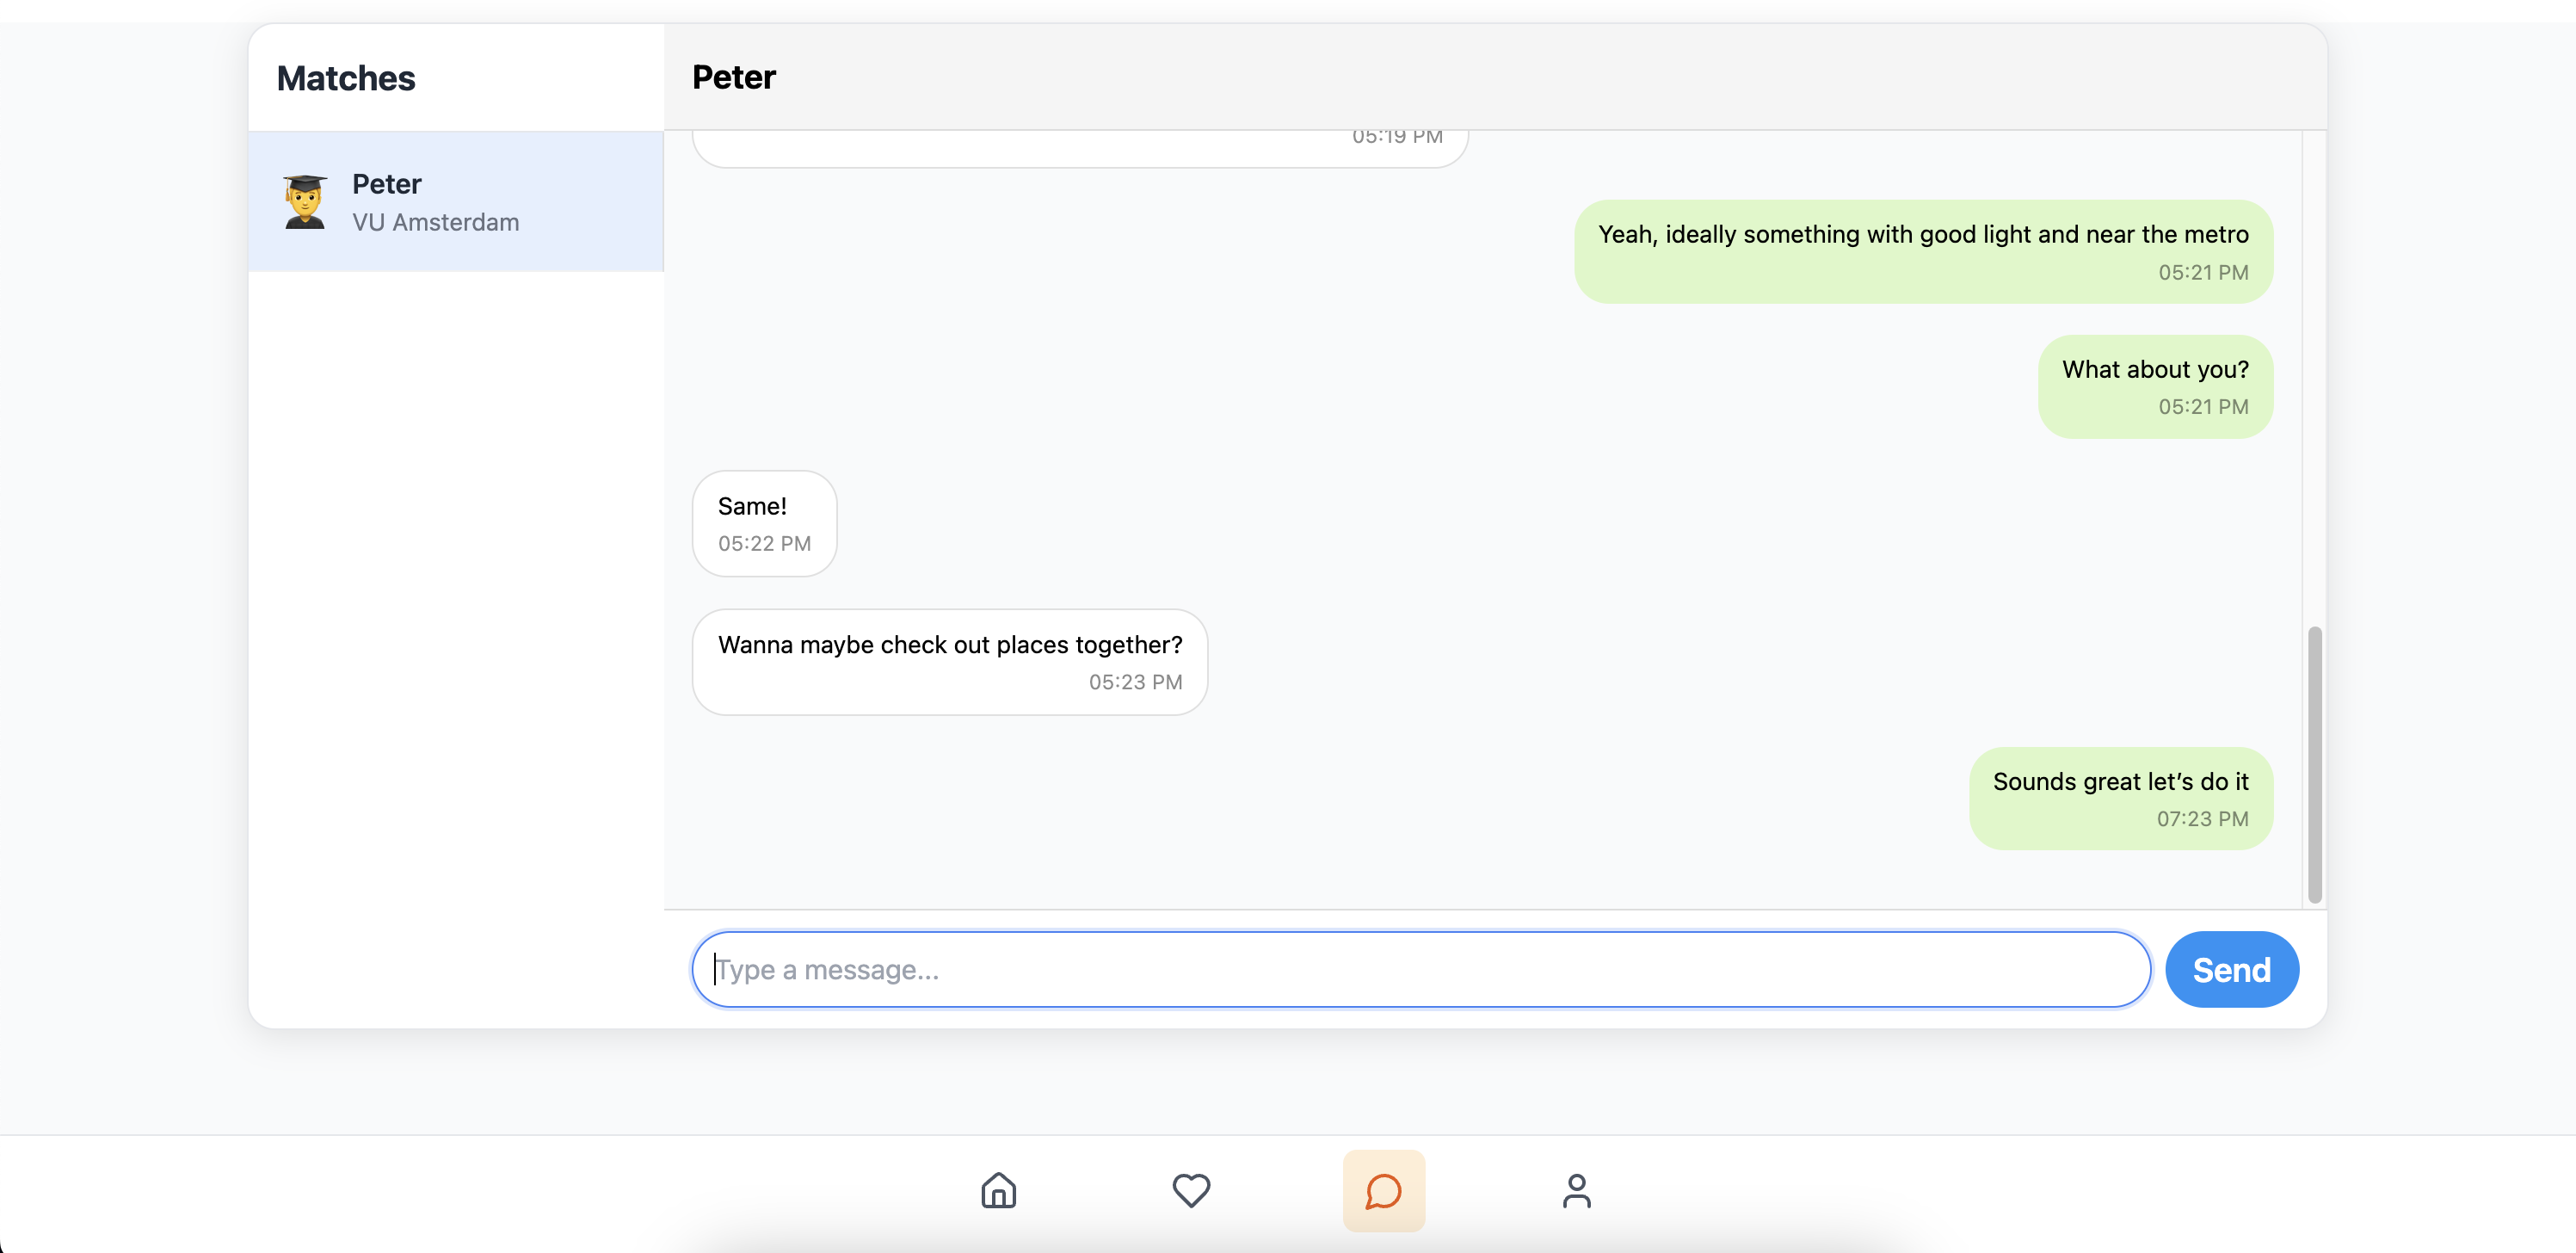 Matches
Peter
Peter
VU Amsterdam
05:19 PM
Yeah, ideally something with good light and near the metro
05:21 PM
What about you?
05:21 PM
Same!
05:22 PM
Wanna maybe check out places together?
05:23 PM
Sounds great let’s do it
07:23 PM
Type a message...
Send